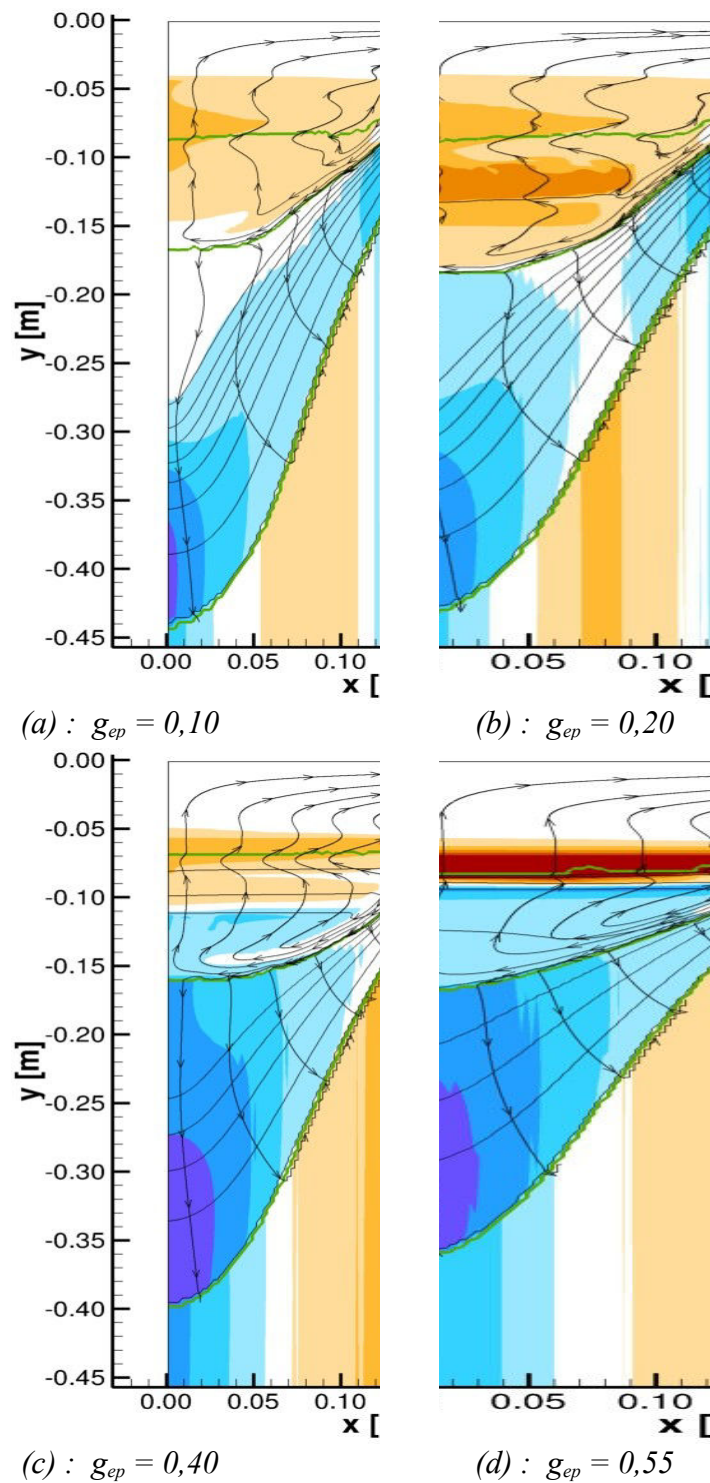 0.00
-0.05
-0.10
-0.15
-0.20
-0.25
-0.30
-0.35
-0.40
-0.45
y [m]
0.00 0.05 0.10
x [
0.05 0.10
x [
(a) : gep = 0,10
(b) : gep = 0,20
0.00
-0.05
-0.10
-0.15
-0.20
-0.25
-0.30
-0.35
-0.40
-0.45
y [m]
0.00 0.05 0.10
x [
0.05 0.10
x [
(c) : gep = 0,40
(d) : gep = 0,55